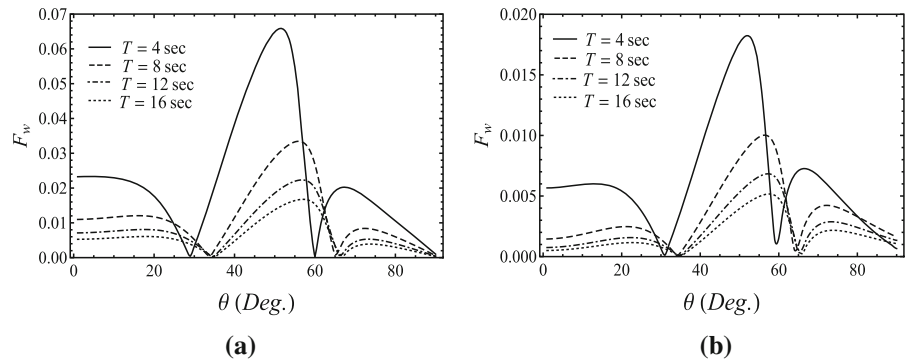 0.07
0.06
0.05
0.04
0.03
0.02
0.01
0.00
F_w
T = 4 sec
T = 8 sec
T = 12 sec
T = 16 sec
0 20 40 60 80
θ (Deg.)
(a)
0.020
0.015
0.010
0.005
0.000
F_w
T = 4 sec
T = 8 sec
T = 12 sec
T = 16 sec
0 20 40 60 80
θ (Deg.)
(b)